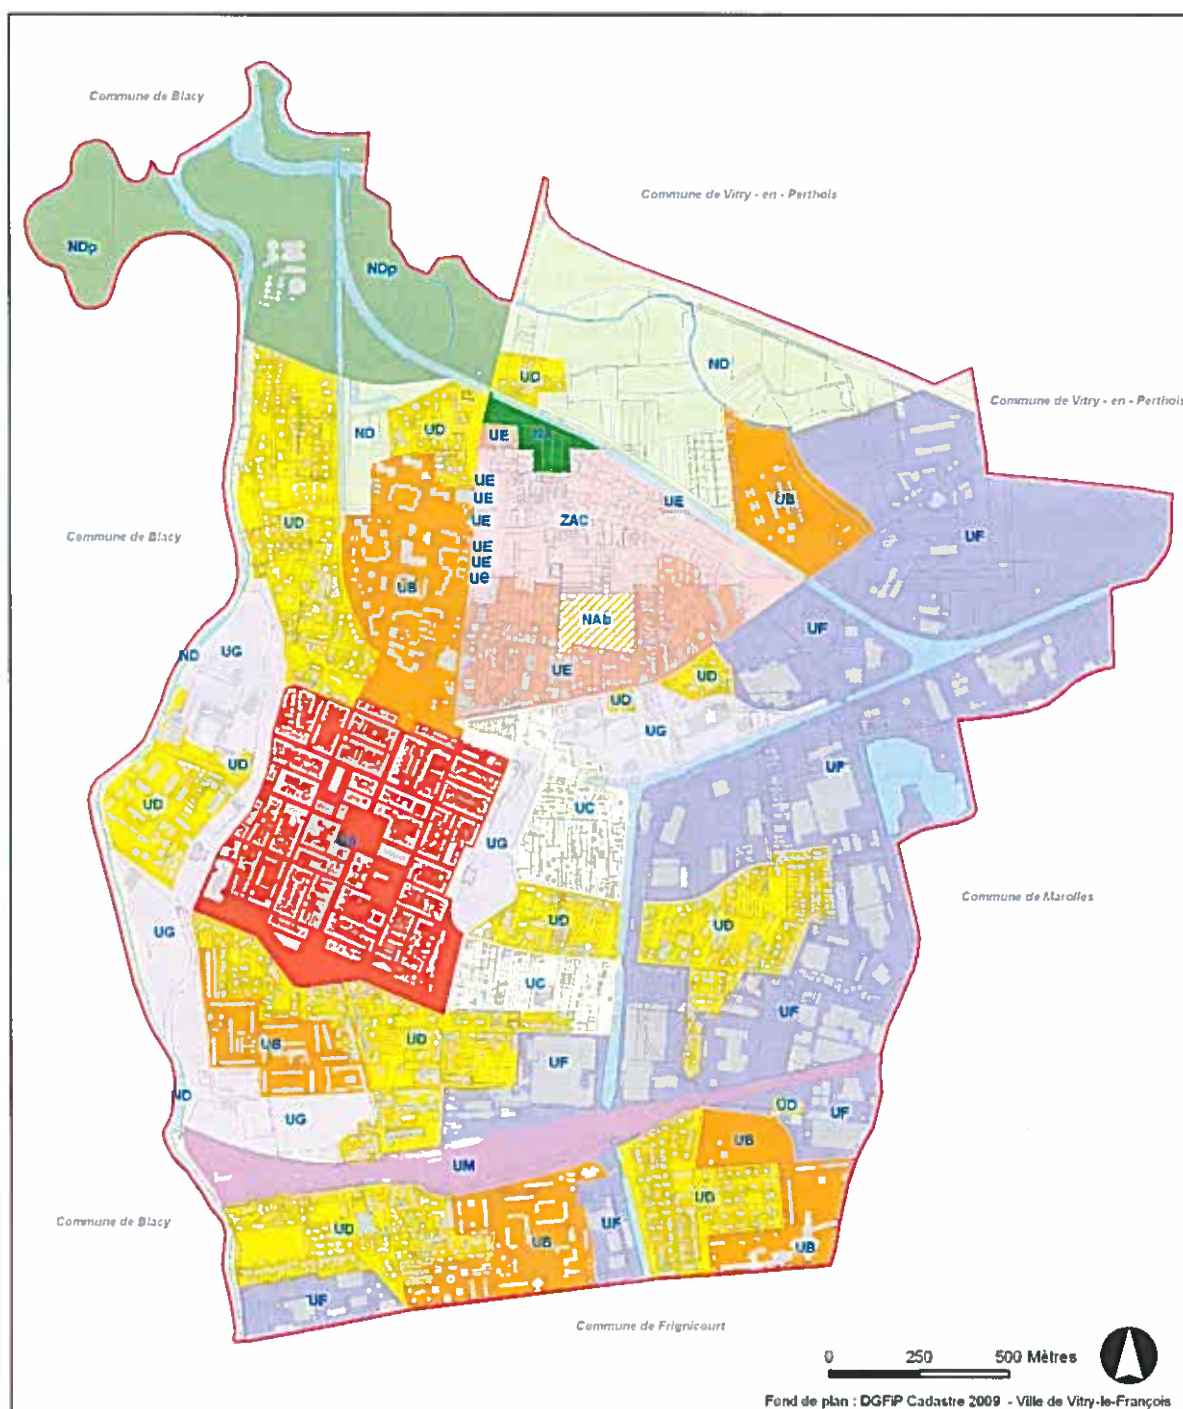 Commune de Blacy
Commune de Vitry - en - Perthois
NDp
NDp
ND
UD
Commune de Vitry - en - Perthois
ND
UD
UE
UE
UE
UE
ZAC
UE
UB
UD
UE
UE
ue
UF
Commune de Blacy
UB
NAb
UF
ND
UG
UE
UD
UD
UG
UD
UF
UD
UC
UG
Commune de Marolles
UG
UD
UD
UC
UF
UB
UD
UF
ND
UG
UD
UF
UB
UM
UD
Commune de Blacy
UD
UB
UF
UB
UF
Commune de Frignicourt
0 250 500 Mètres
Fond de plan : DGFiP Cadastre 2009 - Ville de Vitry-le-François